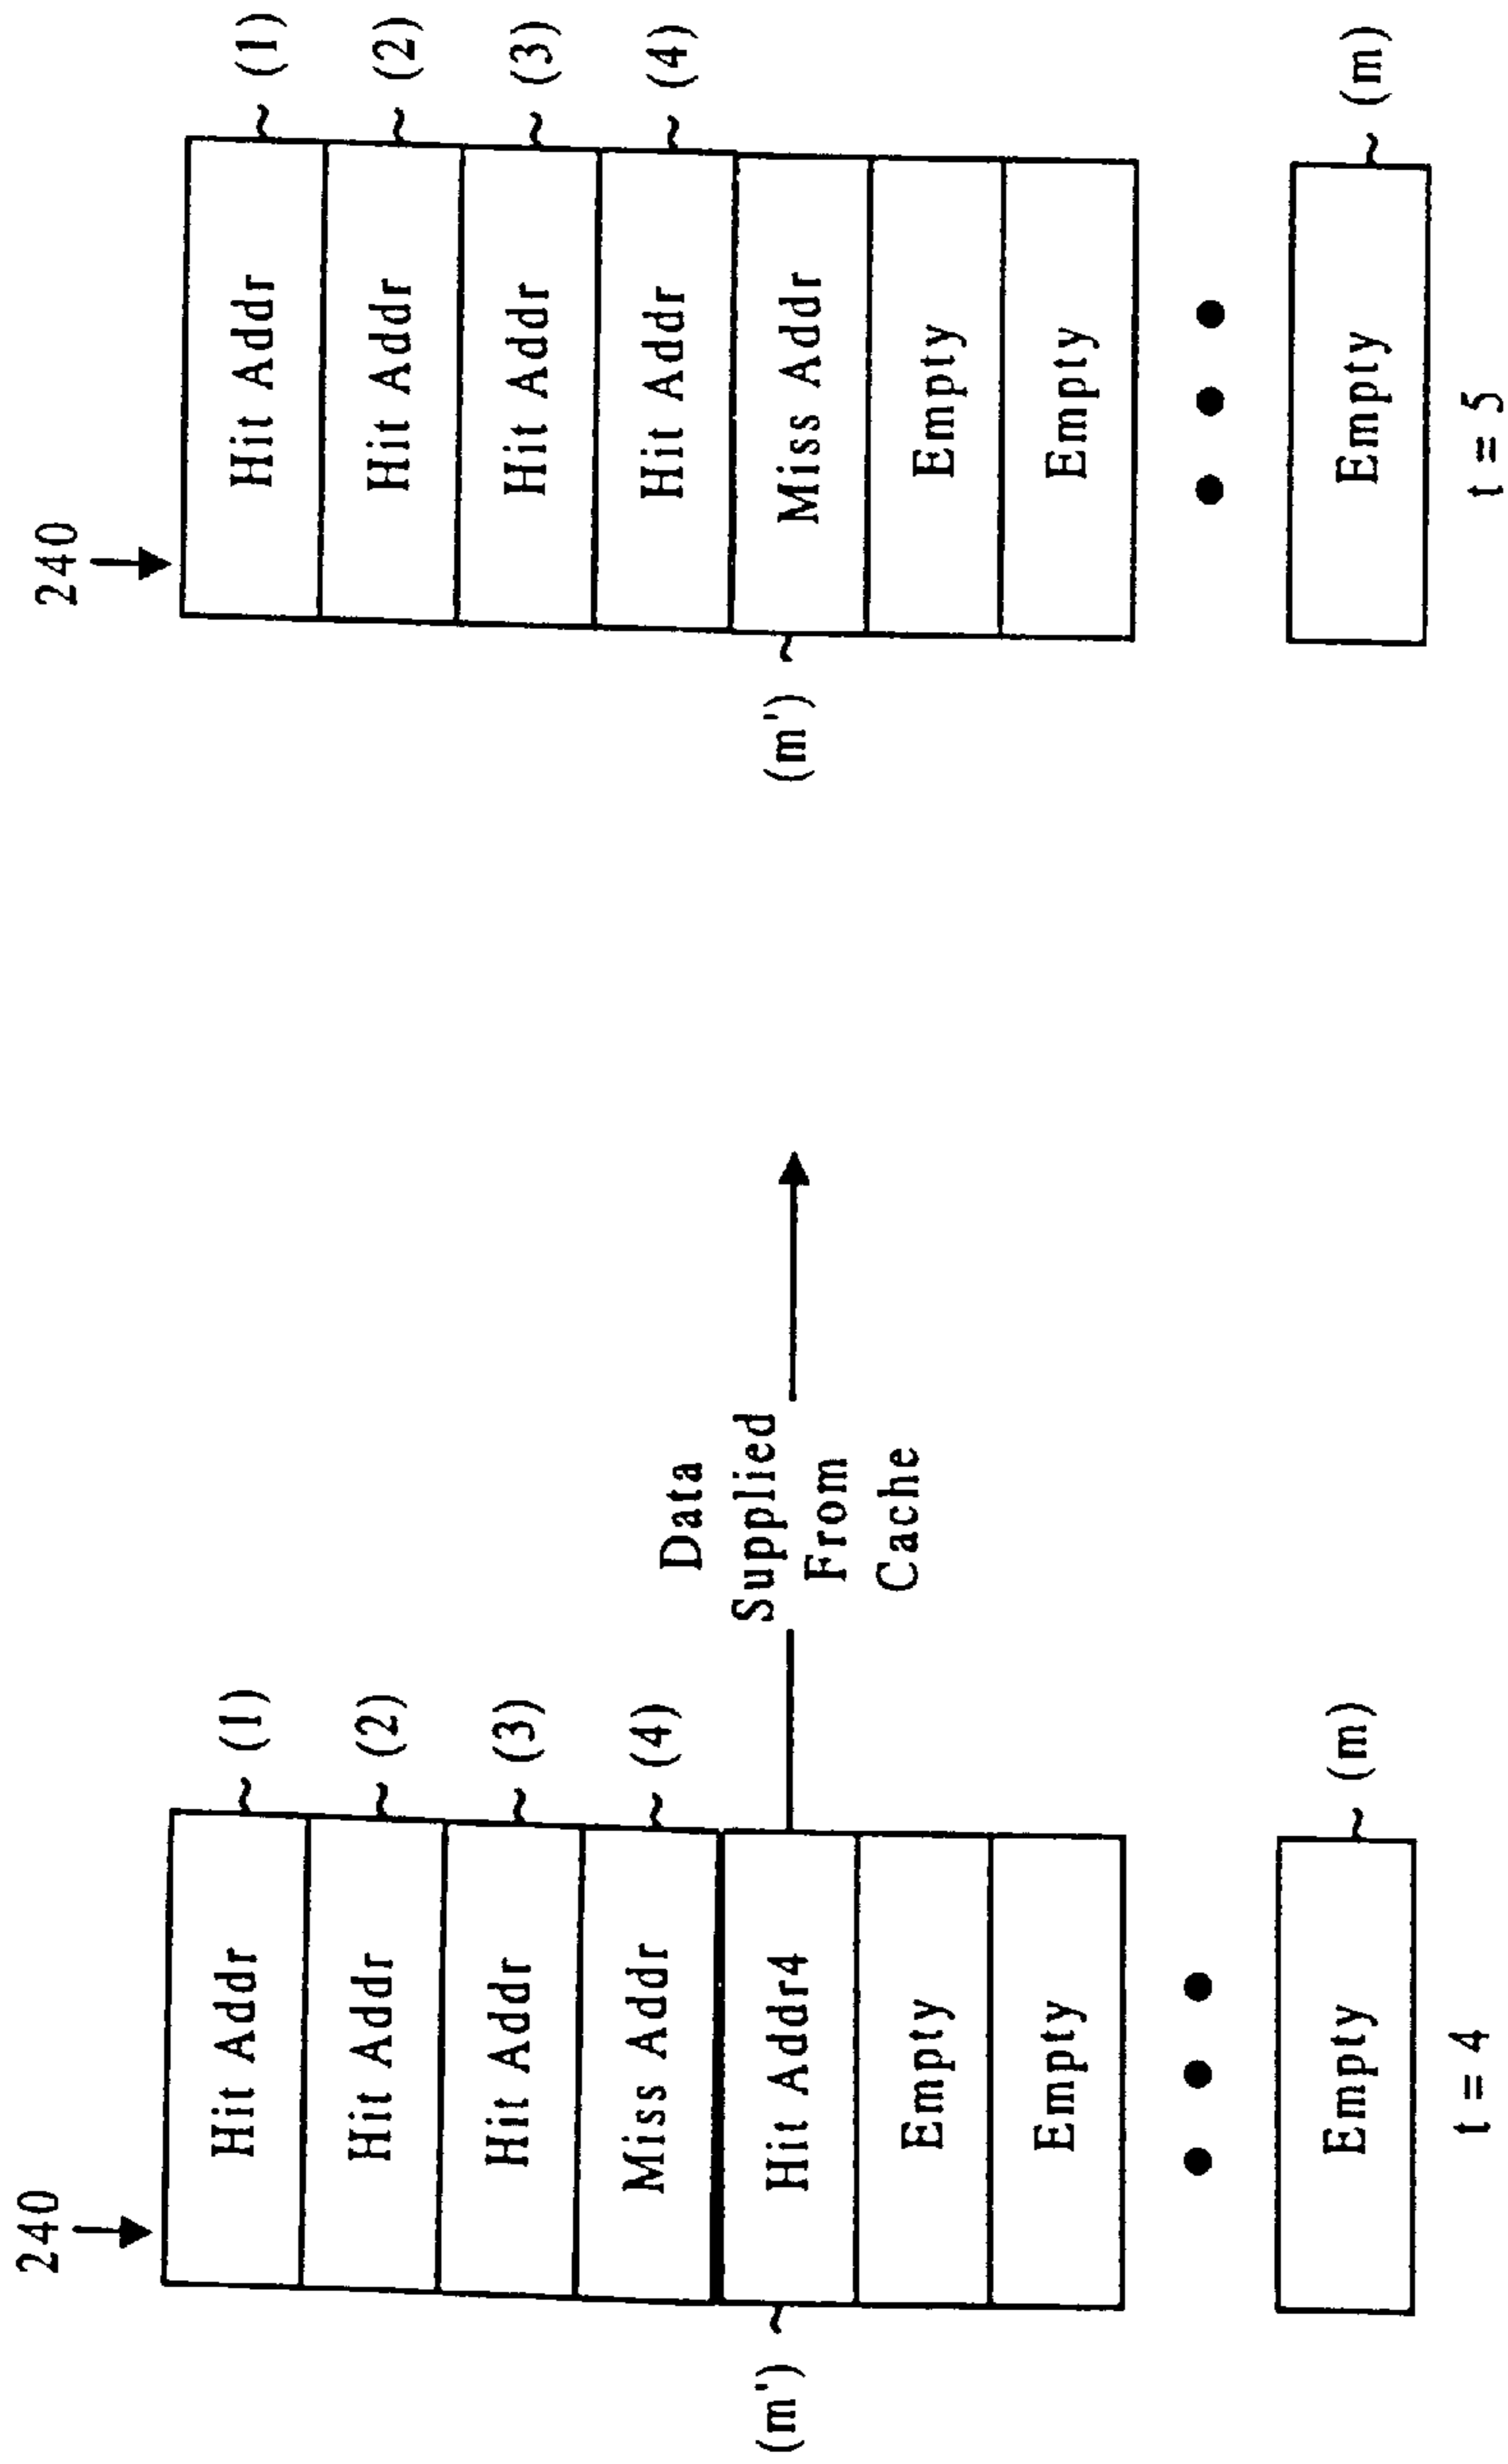 240
Hit Addr
(1)
Hit Addr
(2)
Hit Addr
(3)
Miss Addr
(4)
(m')
Hit Addr4
Empty
Empty
Empty
(m)
t = 4
Data
Supplied
From
Cache
240
Hit Addr
(1)
Hit Addr
(2)
Hit Addr
(3)
Hit Addr
(4)
(m')
Miss Addr
Empty
Empty
Empty
(m)
t = 5